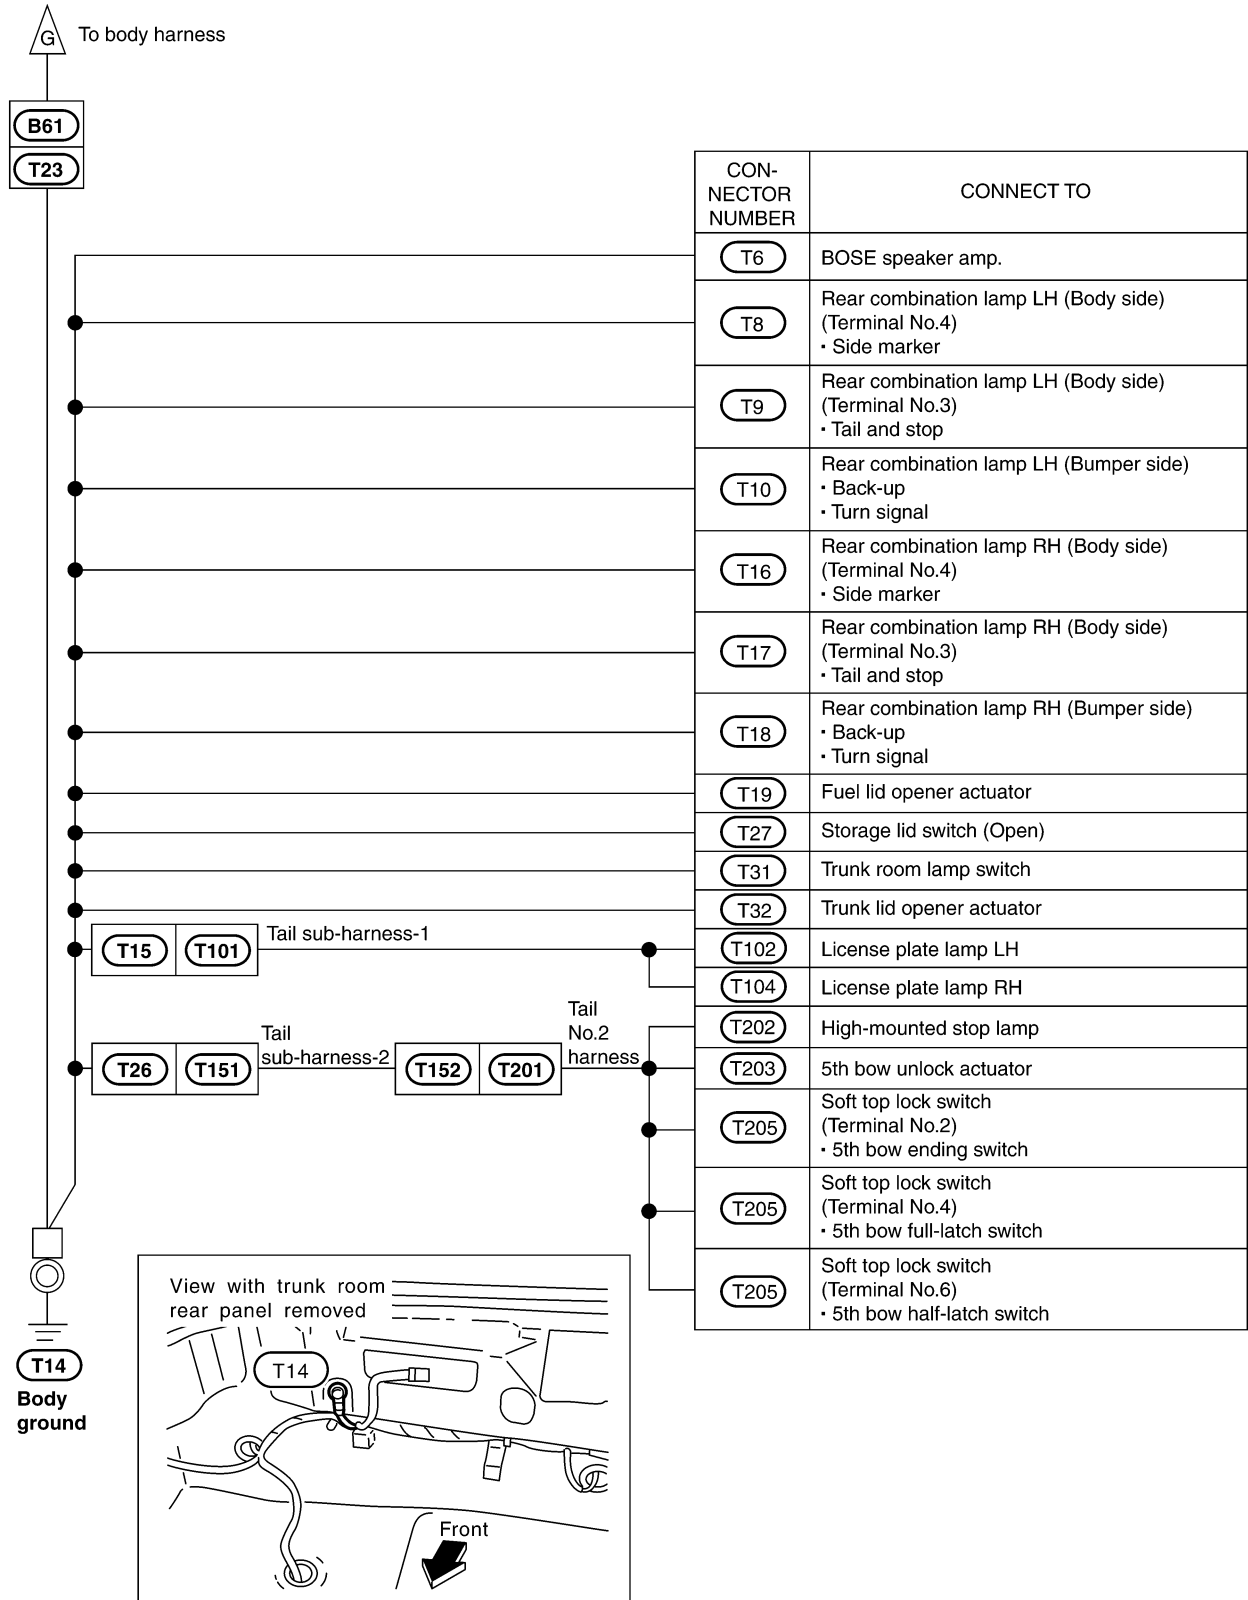 G
To body harness
B61
T23
CON-
NECTOR
NUMBER
CONNECT TO
T6
BOSE speaker amp.
T8
Rear combination lamp LH (Body side)
(Terminal No.4)
· Side marker
T9
Rear combination lamp LH (Body side)
(Terminal No.3)
· Tail and stop
T10
Rear combination lamp LH (Bumper side)
· Back-up
· Turn signal
T16
Rear combination lamp RH (Body side)
(Terminal No.4)
· Side marker
T17
Rear combination lamp RH (Body side)
(Terminal No.3)
· Tail and stop
T18
Rear combination lamp RH (Bumper side)
· Back-up
· Turn signal
T19
Fuel lid opener actuator
T27
Storage lid switch (Open)
T31
Trunk room lamp switch
T32
Trunk lid opener actuator
T15
T101
Tail sub-harness-1
T102
License plate lamp LH
T104
License plate lamp RH
T26
T151
Tail
sub-harness-2
T152
T201
Tail
No.2
harness
T202
High-mounted stop lamp
T203
5th bow unlock actuator
T205
Soft top lock switch
(Terminal No.2)
· 5th bow ending switch
T205
Soft top lock switch
(Terminal No.4)
· 5th bow full-latch switch
T205
Soft top lock switch
(Terminal No.6)
· 5th bow half-latch switch
T14
Body
ground
View with trunk room
rear panel removed
T14
Front